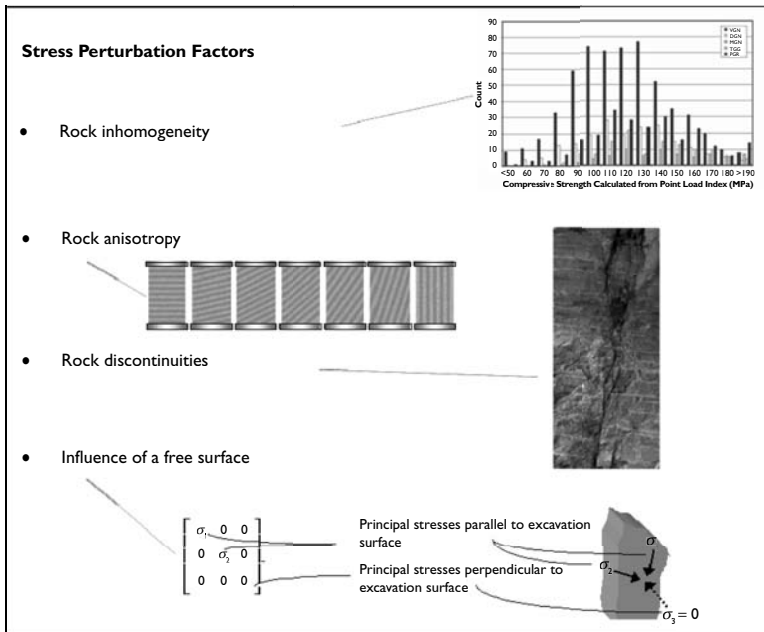 Stress Perturbation Factors
• Rock inhomogeneity
90
80
70
60
50
40
30
20
10
0
Count
VGN
DGN
MGN
TGG
PGR
<50 60 70 80 90 100 110 120 130 140 150 160 170 180 >190
Compressive Strength Calculated from Point Load Index (MPa)
• Rock anisotropy
• Rock discontinuities
• Influence of a free surface
σ₁ 0 0
0 σ₂ 0
0 0 0
Principal stresses parallel to excavation
surface
Principal stresses perpendicular to
excavation surface
σ
σ₂
σ₃ = 0